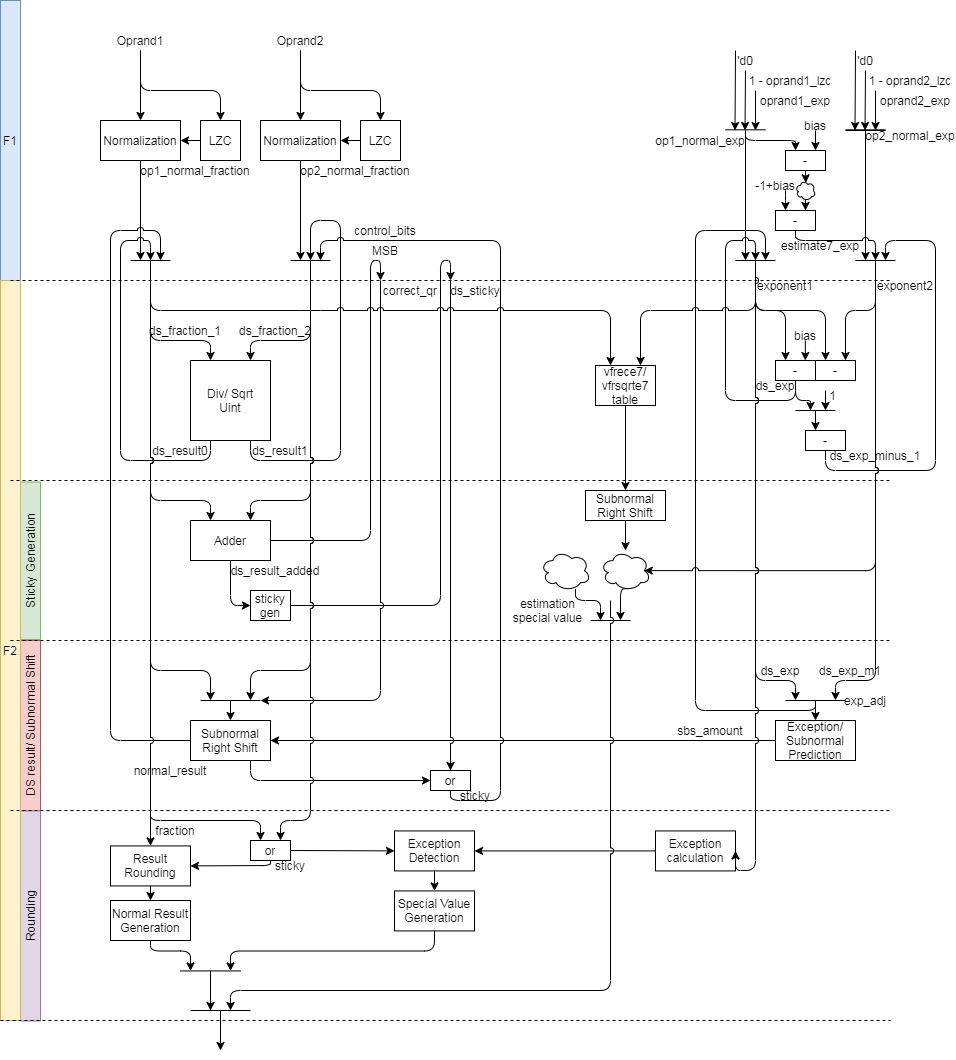 Oprand1
Oprand2
'd0
'd0
1 - oprand1_lzc
1 - oprand2_lzc
oprand1_exp
oprand2_exp
F1
Normalization
LZC
Normalization
LZC
bias
op1_normal_exp
op2_normal_exp
-
op1_normal_fraction
op2_normal_fraction
-1+bias
-
control_bits
estimate7_exp
MSB
correct_qr
ds_sticky
exponent1
exponent2
ds_fraction_1
ds_fraction_2
bias
Div/ Sqrt
Uint
vfrece7/
vfrsqrte7
table
-
-
ds_exp
1
-
ds_result0
ds_result1
ds_exp_minus_1
Sticky Generation
Subnormal
Right Shift
Adder
ds_result_added
sticky
gen
estimation
special value
F2
DS result/ Subnormal Shift
ds_exp
ds_exp_m1
exp_adj
Subnormal
Right Shift
sbs_amount
Exception/
Subnormal
Prediction
normal_result
or
sticky
Rounding
fraction
Result
Rounding
or
sticky
Exception
Detection
Exception
calculation
Normal Result
Generation
Special Value
Generation